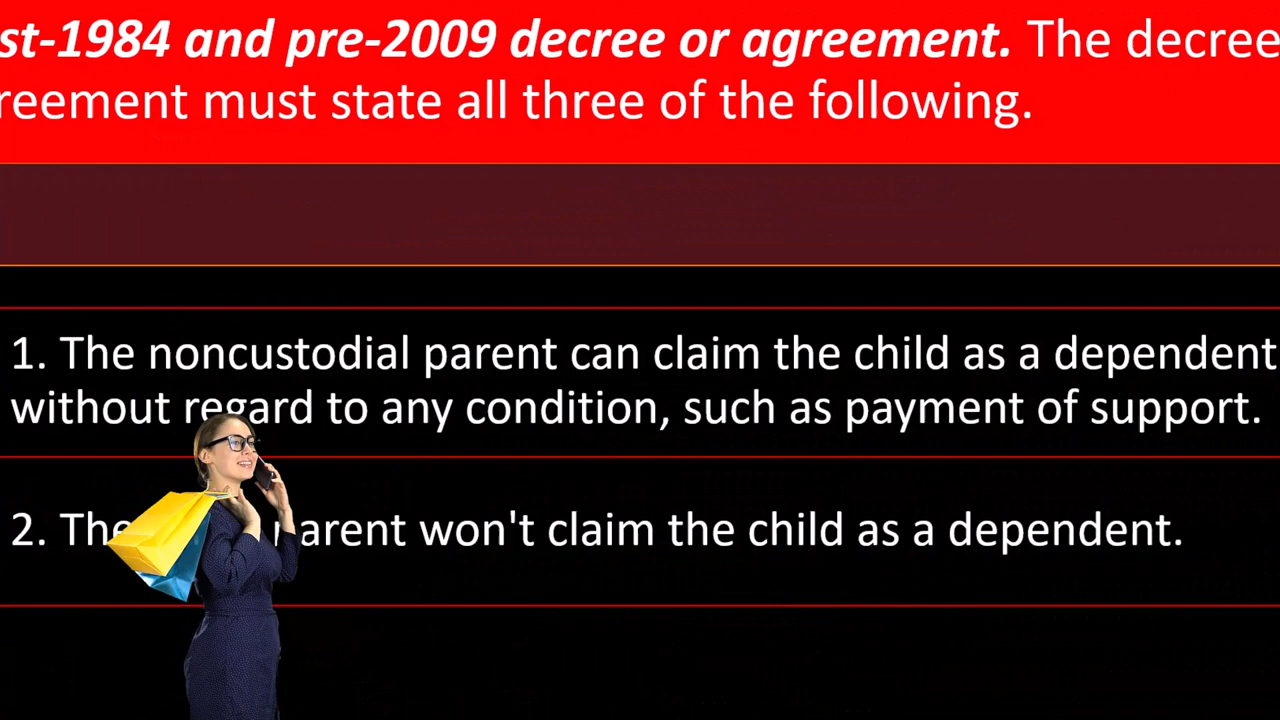 st-1984 and pre-2009 decree or agreement. The decree
reement must state all three of the following.
1. The noncustodial parent can claim the child as a dependent
without regard to any condition, such as payment of support.
2. The parent won't claim the child as a dependent.